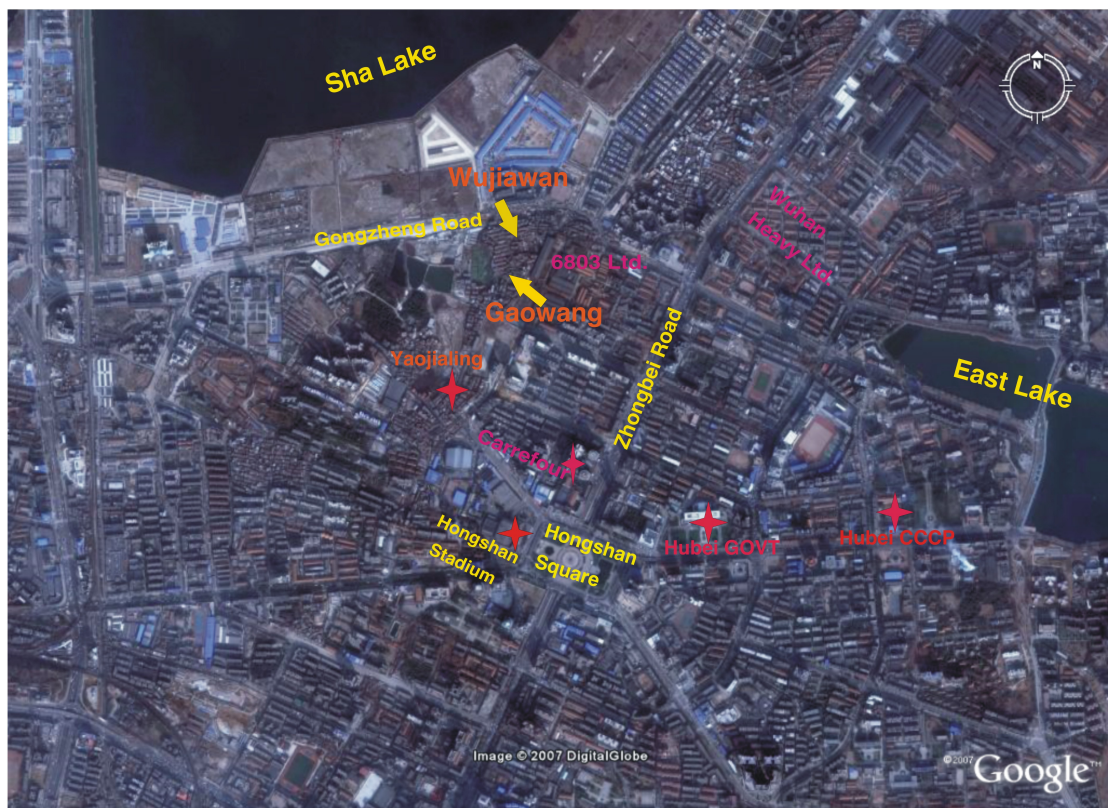 Sha Lake
N
Wujiawan
Gongzheng Road
Wuhan
Heavy Ltd.
6803 Ltd.
Gaowang
Yaojialing
Zhongbei Road
East Lake
Carrefour
Hongshan
Stadium
Hongshan
Square
Hubei GOVT
Hubei CCCP
Image © 2007 DigitalGlobe
©2007 Google™